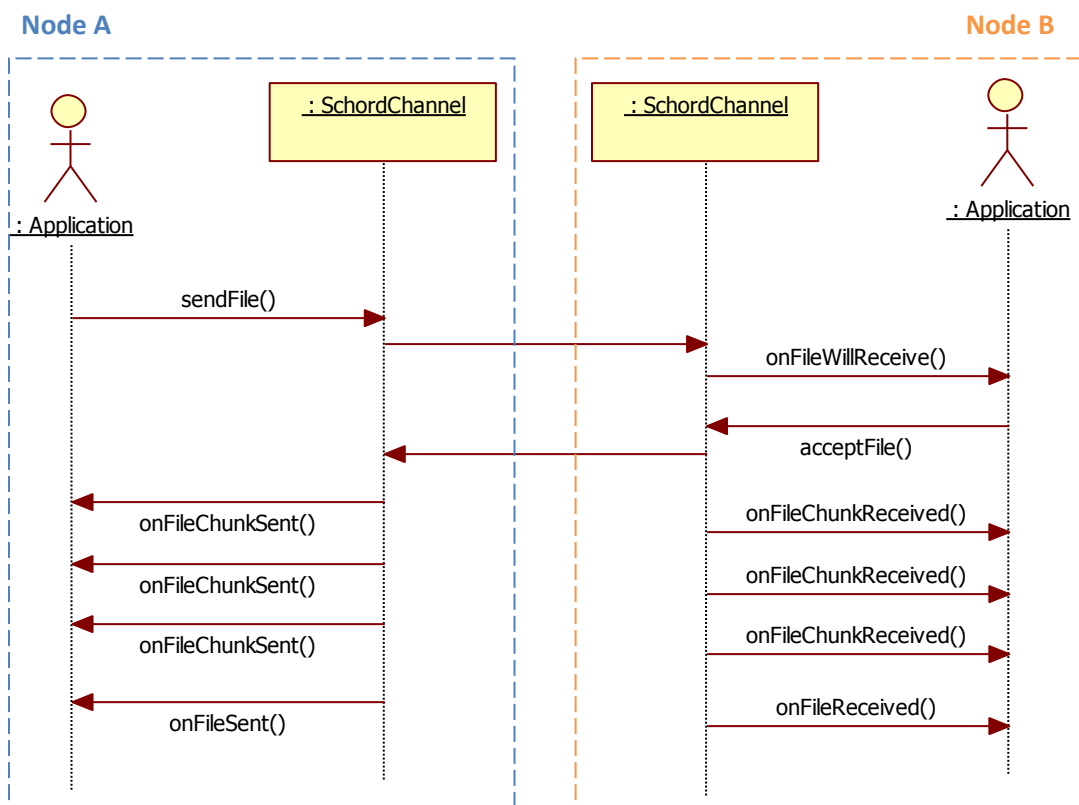 Node A
Node B
: SchordChannel
: SchordChannel
: Application
: Application
sendFile()
onFileWillReceive()
acceptFile()
onFileChunkSent()
onFileChunkReceived()
onFileChunkSent()
onFileChunkReceived()
onFileChunkSent()
onFileChunkReceived()
onFileSent()
onFileReceived()